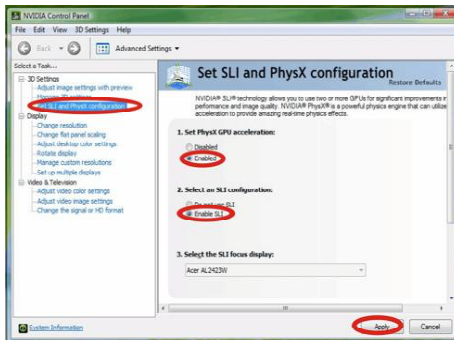 NVIDIA Control Panel
File Edit View 3D Settings Help
Back
Advanced Settings
Select a Task...
3D Settings
Adjust image settings with preview
Manage 3D settings
Set SLI and PhysX configuration
Display
Change resolution
Change flat panel scaling
Adjust desktop color settings
Rotate display
Manage custom resolutions
Set up multiple displays
Video & Television
Adjust video color settings
Adjust video image settings
Change the signal or HD format
System Information
Set SLI and PhysX configuration
Restore Defaults
NVIDIA® SLI® technology allows you to use two or more GPUs for significant improvements in
performance and image quality. NVIDIA® PhysX® is a powerful physics engine that can utilize
acceleration to provide amazing real-time physics effects.
1. Set PhysX GPU acceleration:
Disabled
Enabled
2. Select an SLI configuration:
Do not use SLI
Enable SLI
3. Select the SLI focus display:
Acer AL2423W
Apply
Cancel